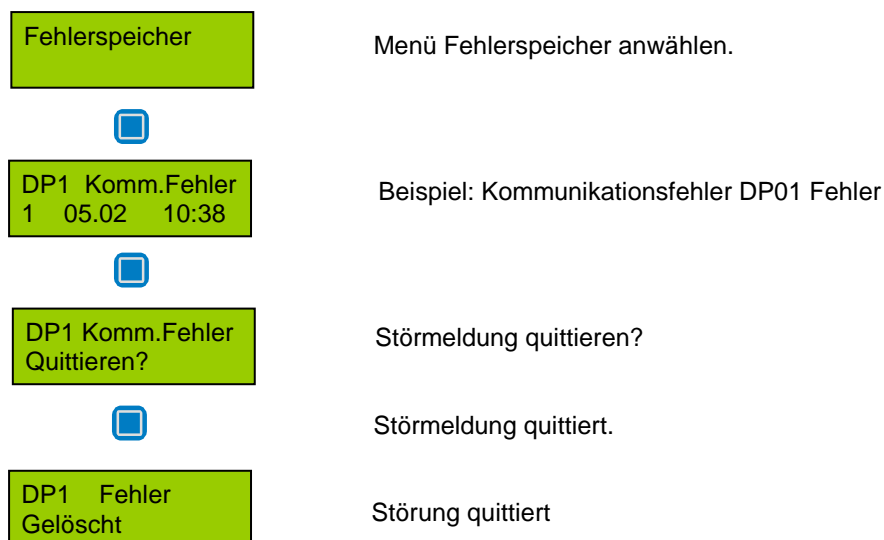 Fehlerspeicher
Menü Fehlerspeicher anwählen.
DP1 Komm.Fehler
1 05.02 10:38
Beispiel: Kommunikationsfehler DP01 Fehler
DP1 Komm.Fehler
Quittieren?
Störmeldung quittieren?
Störmeldung quittiert.
DP1 Fehler
Gelöscht
Störung quittiert